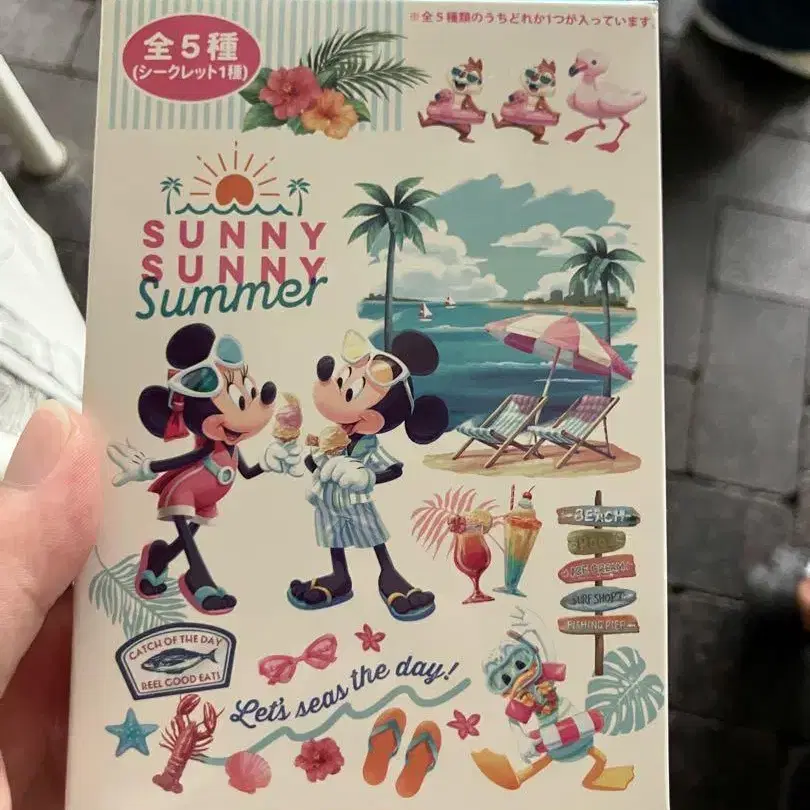 全5種
(シークレット1種)
※全5種類のうちどれか1つが入っています。
SUNNY
SUNNY
Summer
BEACH
ICE CREAM
SURF SHOP
FISHING PIER
CATCH OF THE DAY
REEL GOOD EATS
Let's seas the day!